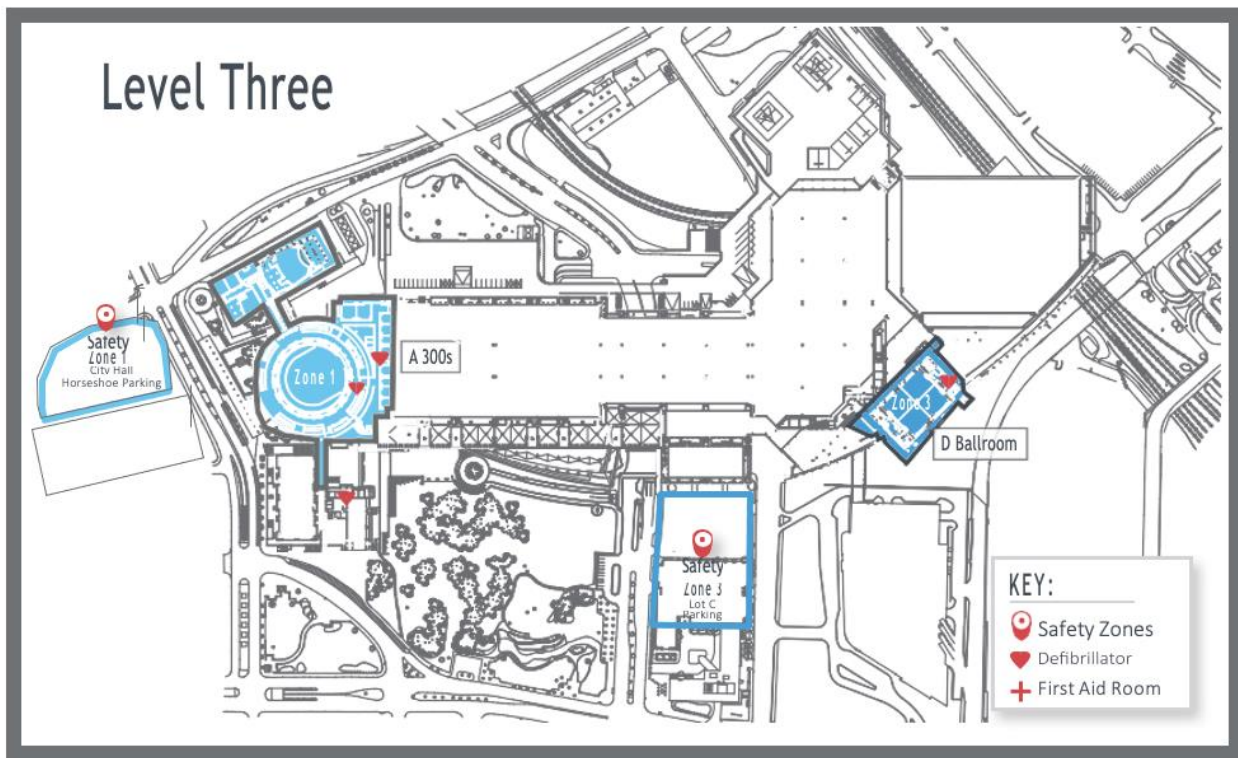 Level Three
Safety
Zone 1
City Hall
Horseshoe Parking
Zone 1
A 300s
Zone 3
D Ballroom
Safety
Zone 3
Lot C
Parking
KEY:
Safety Zones
Defibrillator
First Aid Room